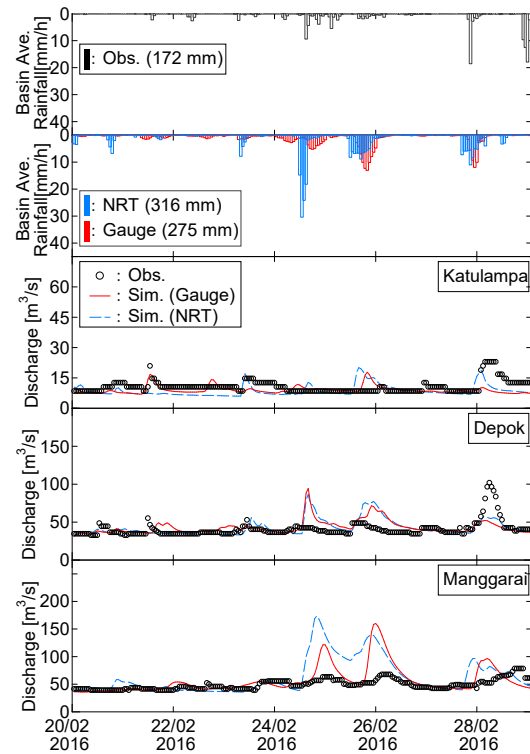 0
10
20
30
40
Basin Ave.
Rainfall[mm/h]
: Obs. (172 mm)
0
10
20
30
40
Basin Ave.
Rainfall[mm/h]
: NRT (316 mm)
: Gauge (275 mm)
60
45
30
15
0
Discharge [m³/s]
: Obs.
: Sim. (Gauge)
: Sim. (NRT)
Katulampa
150
100
50
0
Discharge [m³/s]
Depok
200
150
100
50
0
Discharge [m³/s]
Manggarai
20/02 22/02 24/02 26/02 28/02
2016 2016 2016 2016 2016